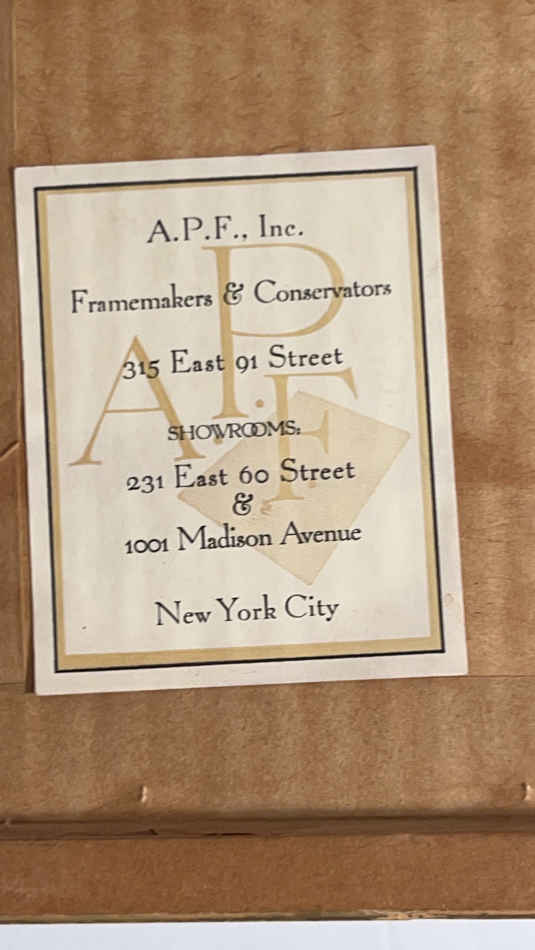 A.P.F., Inc.
Framemakers & Conservators
315 East 91 Street
SHOWROOMS:
231 East 60 Street
&
1001 Madison Avenue
New York City
A.P.F.